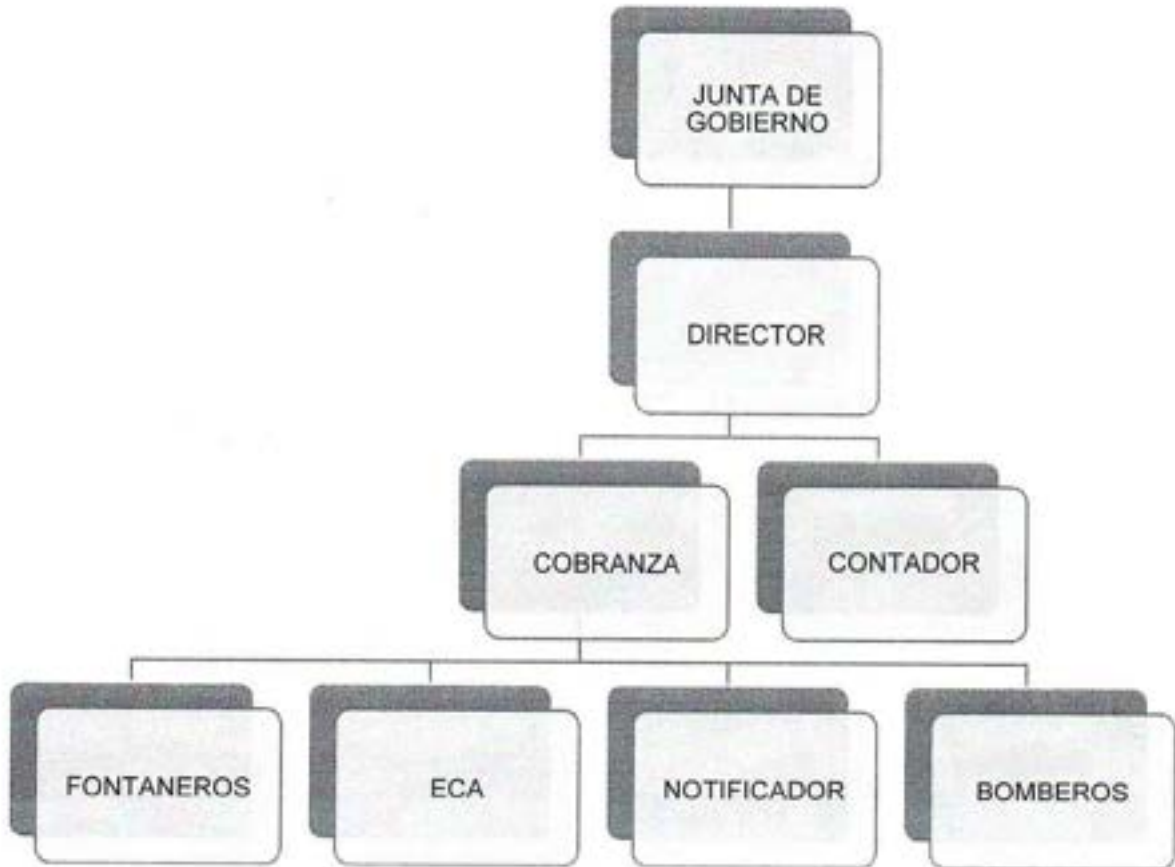 JUNTA DE
GOBIERNO
DIRECTOR
COBRANZA
CONTADOR
FONTANEROS
ECA
NOTIFICADOR
BOMBEROS